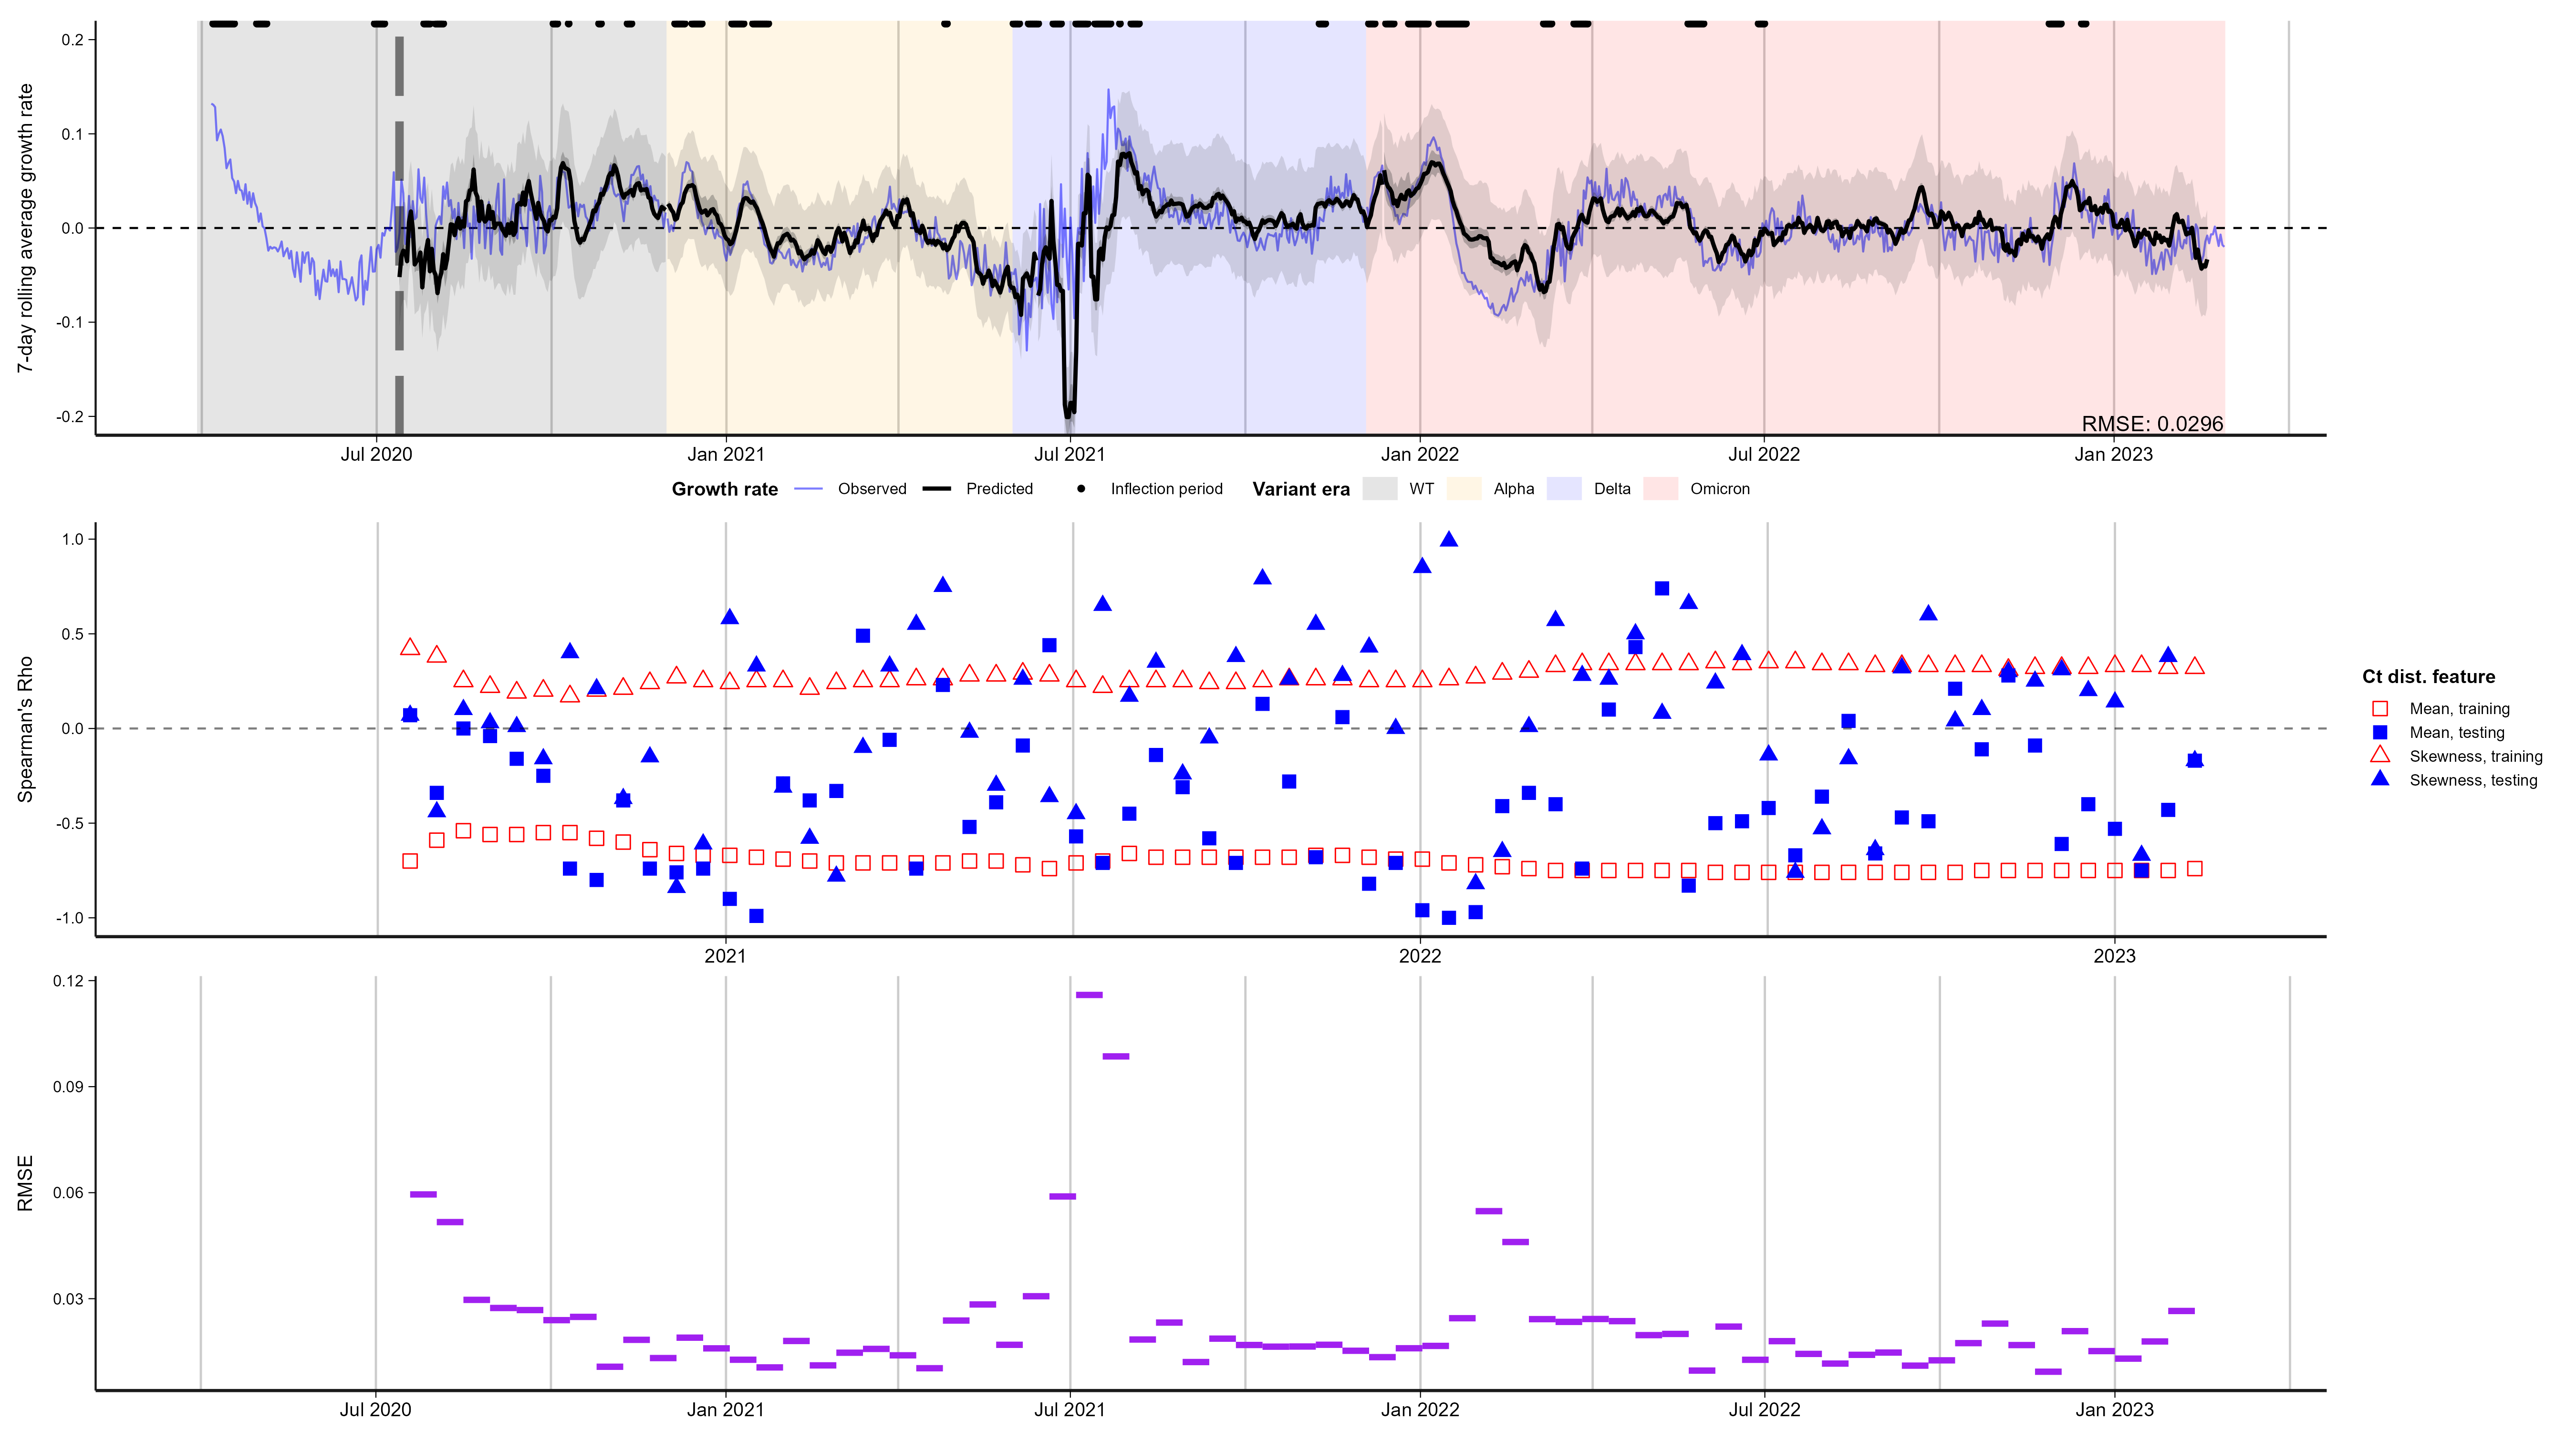 7-day rolling average growth rate
0.2
0.1
0.0
-0.1
-0.2
RMSE: 0.0296
Jul 2020
Jan 2021
Jul 2021
Jan 2022
Jul 2022
Jan 2023
Growth rate Observed Predicted Inflection period Variant era WT Alpha Delta Omicron
Spearman's Rho
1.0
0.5
0.0
-0.5
-1.0
2021
2022
2023
Ct dist. feature
Mean, training
Mean, testing
Skewness, training
Skewness, testing
RMSE
0.12
0.09
0.06
0.03
Jul 2020
Jan 2021
Jul 2021
Jan 2022
Jul 2022
Jan 2023